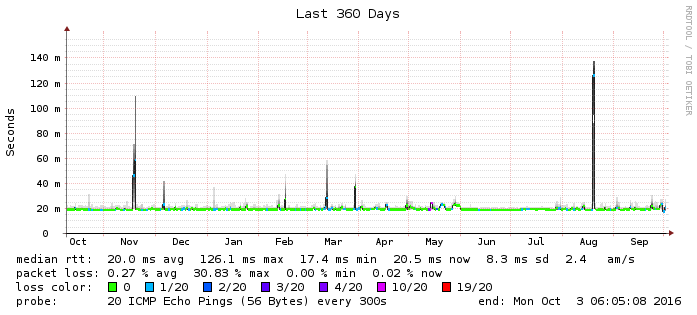 Last 360 Days
RRDTOOL / TOBI OETIKER
Seconds
140 m
120 m
100 m
80 m
60 m
40 m
20 m
0
Oct Nov Dec Jan Feb Mar Apr May Jun Jul Aug Sep
median rtt: 20.0 ms avg 126.1 ms max 17.4 ms min 20.5 ms now 8.3 ms sd 2.4 am/s
packet loss: 0.27 % avg 30.83 % max 0.00 % min 0.02 % now
loss color: 0 1/20 2/20 3/20 4/20 10/20 19/20
probe: 20 ICMP Echo Pings (56 Bytes) every 300s end: Mon Oct 3 06:05:08 2016